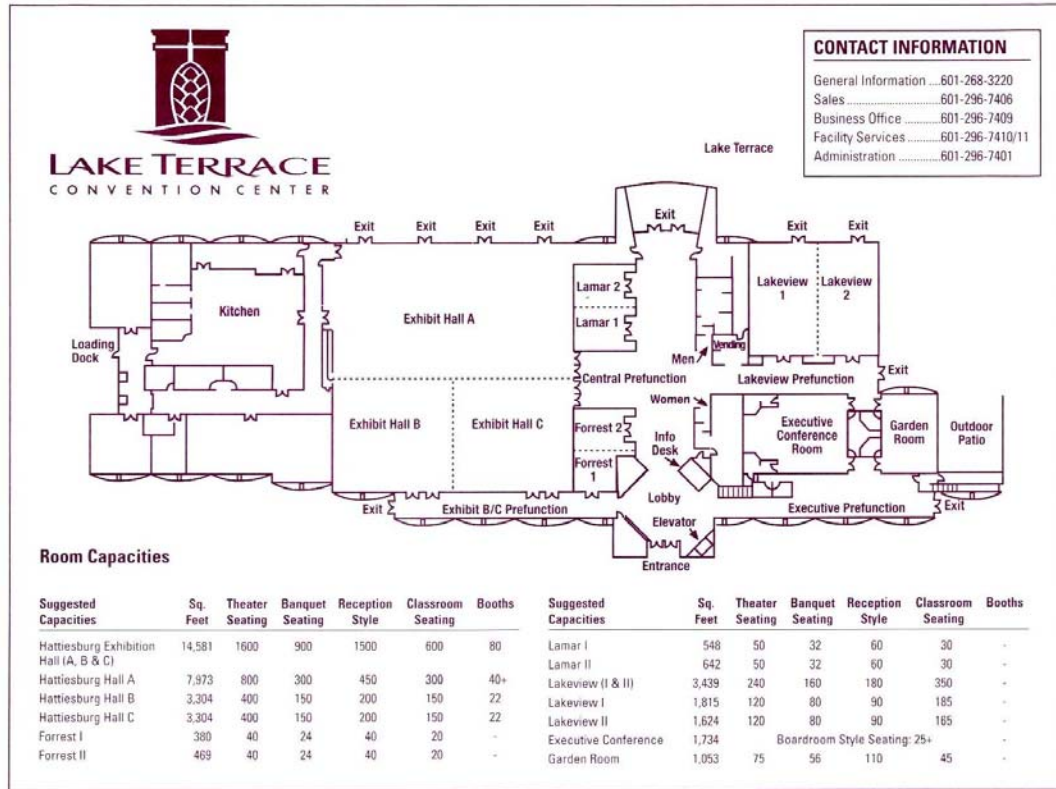 LAKE TERRACE
CONVENTION CENTER
CONTACT INFORMATION
General Information ....601-268-3220
Sales ..........................601-296-7406
Business Office ...........601-296-7409
Facility Services ..........601-296-7410/11
Administration ............601-296-7401
Lake Terrace
Exit Exit Exit Exit Exit Exit Exit
Loading Dock
Kitchen
Exhibit Hall A
Lamar 2
Lamar 1
Lakeview 1
Lakeview 2
Men
Vending
Central Prefunction
Lakeview Prefunction
Exit
Women
Exhibit Hall B
Exhibit Hall C
Forrest 2
Forrest 1
Info Desk
Executive Conference Room
Garden Room
Outdoor Patio
Lobby
Exit
Exhibit B/C Prefunction
Executive Prefunction
Exit
Elevator
Entrance
Room Capacities
Suggested Capacities Sq. Feet Theater Seating Banquet Seating Reception Style Classroom Seating Booths
Hattiesburg Exhibition Hall (A, B & C) 14,581 1600 900 1500 600 80
Hattiesburg Hall A 7,973 800 300 450 300 40+
Hattiesburg Hall B 3,304 400 150 200 150 22
Hattiesburg Hall C 3,304 400 150 200 150 22
Forrest I 380 40 24 40 20 -
Forrest II 469 40 24 40 20 -
Suggested Capacities Sq. Feet Theater Seating Banquet Seating Reception Style Classroom Seating Booths
Lamar I 548 50 32 60 30 -
Lamar II 642 50 32 60 30 -
Lakeview (I & II) 3,439 240 160 180 350 -
Lakeview I 1,815 120 80 90 185 -
Lakeview II 1,624 120 80 90 165 -
Executive Conference 1,734 Boardroom Style Seating: 25+ -
Garden Room 1,053 75 56 110 45 -